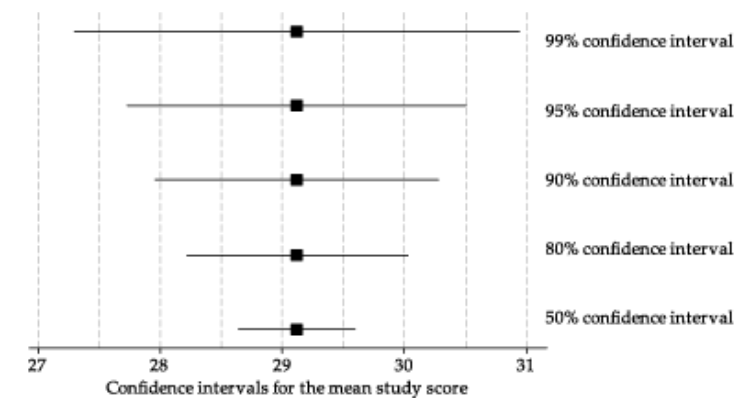 99% confidence interval
95% confidence interval
90% confidence interval
80% confidence interval
50% confidence interval
27 28 29 30 31
Confidence intervals for the mean study score